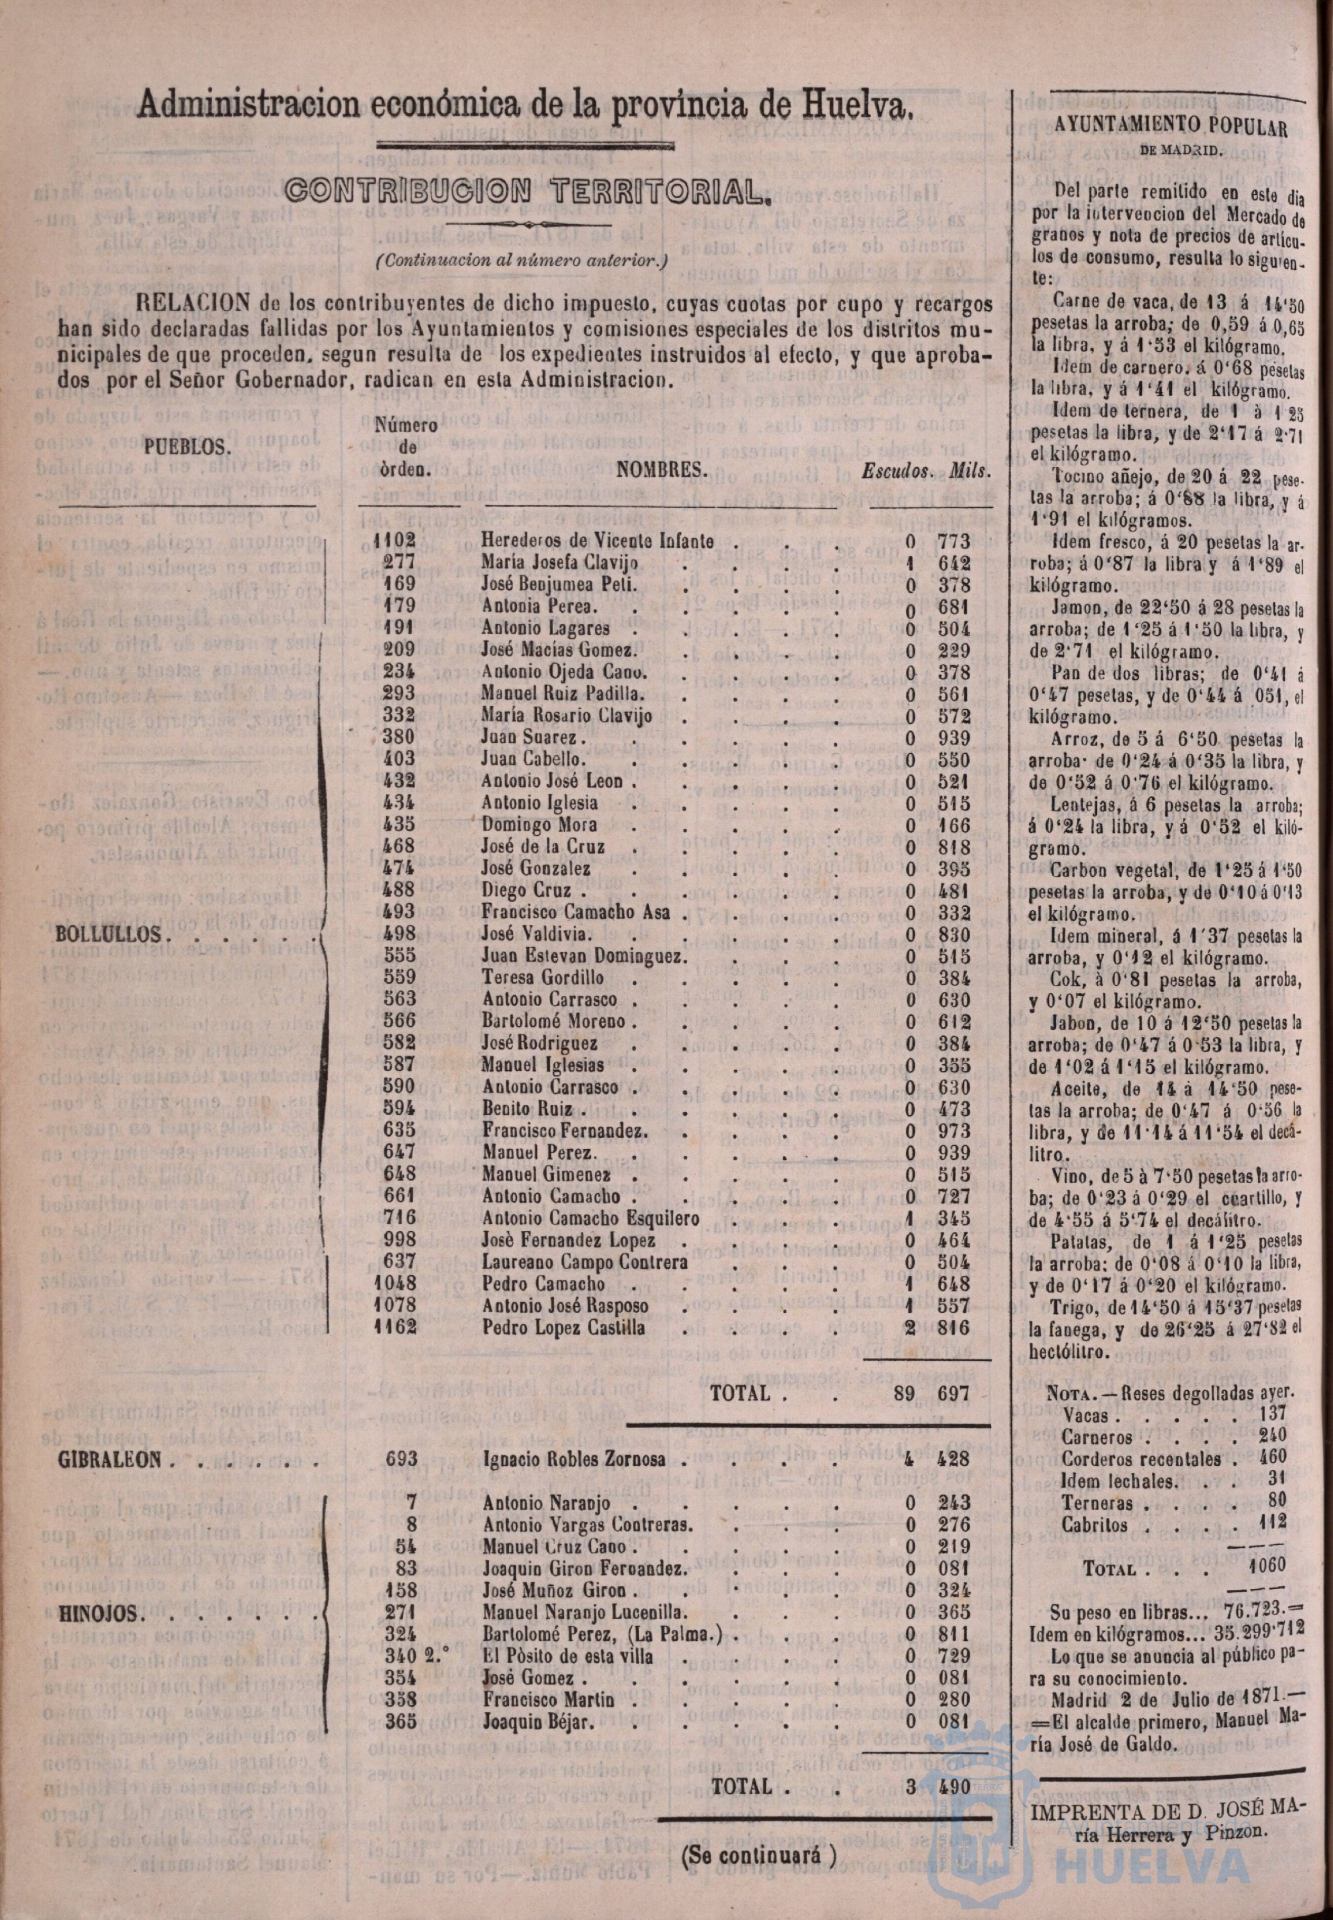 Administracion económica de la provincia de Huelva.
CONTRIBUCION TERRITORIAL.
(Continuacion al número anterior.)
RELACION de los contribuyentes de dicho impuesto, cuyas cuotas por cupo y recargos
han sido declaradas fallidas por los Ayuntamientos y comisiones especiales de los distritos mu-
nicipales de que proceden, segun resulta de los expedientes instruidos al efecto, y que aproba-
dos por el Señor Gobernador, radican en esta Administracion.
PUEBLOS. Número de òrden. NOMBRES. Escudos. Mils.
1102 Herederos de Vicente Infante . . . 0 773
277 María Josefa Clavijo . . . . 1 642
169 José Benjumea Peti. . . . . 0 378
179 Antonia Perea. . . . . 0 681
191 Antonio Lagares . . . . . 0 504
209 José Macías Gomez. . . . . 0 229
234 Antonio Ojeda Cano. . . . . 0 378
293 Manuel Ruiz Padilla. . . . . 0 561
332 María Rosario Clavijo . . . . 0 572
380 Juan Suarez . . . . . . 0 939
403 Juan Cabello. . . . . . 0 550
432 Antonio José Leon . . . . . 0 521
434 Antonio Iglesia . . . . . 0 515
435 Domingo Mora . . . . . 0 166
468 José de la Cruz . . . . . 0 818
474 José Gonzalez . . . . . 0 395
488 Diego Cruz . . . . . . 0 481
493 Francisco Camacho Asa . . . . 0 332
BOLLULLOS. . . . . . . 498 José Valdivia. . . . . . 0 830
555 Juan Estevan Dominguez. . . . 0 515
559 Teresa Gordillo . . . . . 0 384
563 Antonio Carrasco . . . . . 0 630
566 Bartolomé Moreno . . . . . 0 612
582 José Rodriguez . . . . . 0 384
587 Manuel Iglesias . . . . . 0 355
590 Antonio Carrasco . . . . . 0 630
594 Benito Ruiz . . . . . . 0 473
635 Francisco Fernandez. . . . . 0 973
647 Manuel Perez. . . . . . 0 939
648 Manuel Gimenez . . . . . 0 515
661 Antonio Camacho . . . . . 0 727
716 Antonio Camacho Esquilero . . . 1 345
998 Josè Fernandez Lopez . . . . 0 464
637 Laureano Campo Contrera . . . 0 504
1048 Pedro Camacho . . . . . 1 648
1078 Antonio José Rasposo . . . . 1 557
1162 Pedro Lopez Castilla . . . . 2 816
TOTAL . . 89 697
GIBRALEON . . . . . . 693 Ignacio Robles Zornosa . . . . 4 428
7 Antonio Naranjo . . . . . 0 243
8 Antonio Vargas Contreras. . . . 0 276
54 Manuel Cruz Cano . . . . . 0 219
83 Joaquin Giron Fernandez. . . . 0 081
158 José Muñoz Giron . . . . . 0 324
HINOJOS. . . . . . . 271 Manuel Naranjo Lucenilla. . . . 0 365
324 Bartolomé Perez, (La Palma.) . . . 0 811
340 2.° El Pòsito de esta villa . . . . 0 729
354 José Gomez . . . . . . 0 081
358 Francisco Martin . . . . . 0 280
365 Joaquin Béjar. . . . . . 0 081
TOTAL . . 3 490
(Se continuará )
AYUNTAMIENTO POPULAR
DE MADRID.
Del parte remitido en este dia
por la intervencion del Mercado de
granos y nota de precios de artícu-
los de consumo, resulta lo siguien-
te:
Carne de vaca, de 13 á 14'50
pesetas la arroba; de 0,59 á 0,65
la libra, y á 1'53 el kilógramo.
Idem de carnero. á 0'68 pesetas
la libra, y á 1'41 el kilógramo.
Idem de ternera, de 1 à 1 25
pesetas la libra, y de 2'17 á 2'71
el kilógramo.
Tocino añejo, de 20 á 22 pese-
tas la arroba; á 0'88 la libra, y á
1'91 el kilógramos.
Idem fresco, á 20 pesetas la ar-
roba; á 0'87 la libra y á 1'89 el
kilógramo.
Jamon, de 22'50 á 28 pesetas la
arroba; de 1'25 á 1'50 la libra, y
de 2'71 el kilógramo.
Pan de dos libras; de 0'41 á
0'47 pesetas, y de 0'44 á 051, el
kilógramo.
Arroz, de 5 á 6'50 pesetas la
arroba· de 0'24 á 0'35 la libra, y
de 0'52 á 0'76 el kilógramo.
Lentejas, á 6 pesetas la arroba;
á 0'24 la libra, y á 0'52 el kiló-
gramo.
Carbon vegetal, de 1'25 á 1'50
pesetas la arroba, y de 0'10 á 0'13
el kilógramo.
Idem mineral, á 1'37 pesetas la
arroba, y 0'12 el kilógramo.
Cok, à 0'81 pesetas la arroba,
y 0'07 el kilógramo.
Jabon, de 10 á 12'50 pesetas la
arroba; de 0'47 á 0'53 la libra, y
de 1'02 á 1'15 el kilógramo.
Aceite, de 14 à 14'50 pese-
tas la arroba; de 0'47 á 0'56 la
libra, y de 11'14 á 11'54 el decá-
litro.
Vino, de 5 à 7'50 pesetas la arro-
ba; de 0'23 á 0'29 el cuartillo, y
de 4'55 á 5'74 el decálitro.
Patatas, de 1 á 1'25 pesetas
la arroba; de 0'08 á 0'10 la libra,
y de 0'17 á 0'20 el kilógramo.
Trigo, de 14'50 á 15'37 pesetas
la fanega, y de 26'25 á 27'82 el
hectólitro.
NOTA.—Reses degolladas ayer.
Vacas . . . . . 137
Carneros . . . . 240
Corderos recentales . 460
Idem lechales. . . 31
Terneras . . . . 80
Cabritos . . . . 112
TOTAL . . . 1060
Su peso en libras... 76.723.=
Idem en kilógramos... 35.299'712
Lo que se anuncia al público pa-
ra su conocimiento.
Madrid 2 de Julio de 1871.—
=El alcalde primero, Manuel Ma-
ría José de Galdo.
IMPRENTA DE D. JOSÉ MA-
ría Herrera y Pinzon.
HUELVA